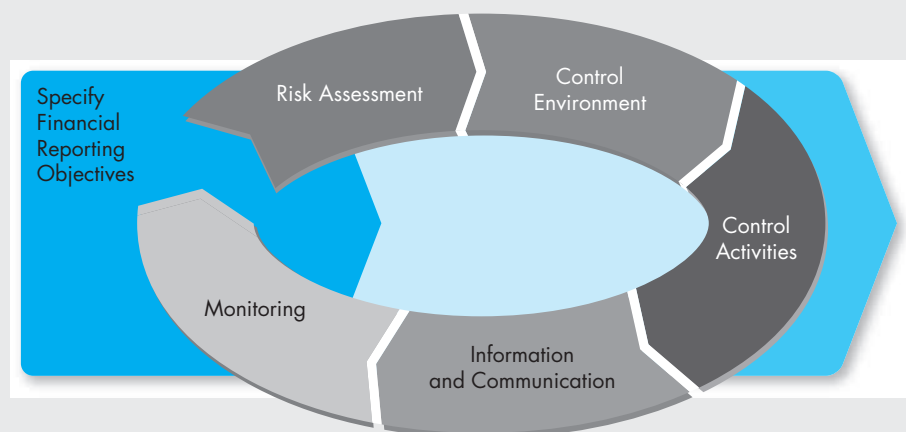 Specify
Financial
Reporting
Objectives
Risk Assessment
Control
Environment
Control
Activities
Information
and Communication
Monitoring